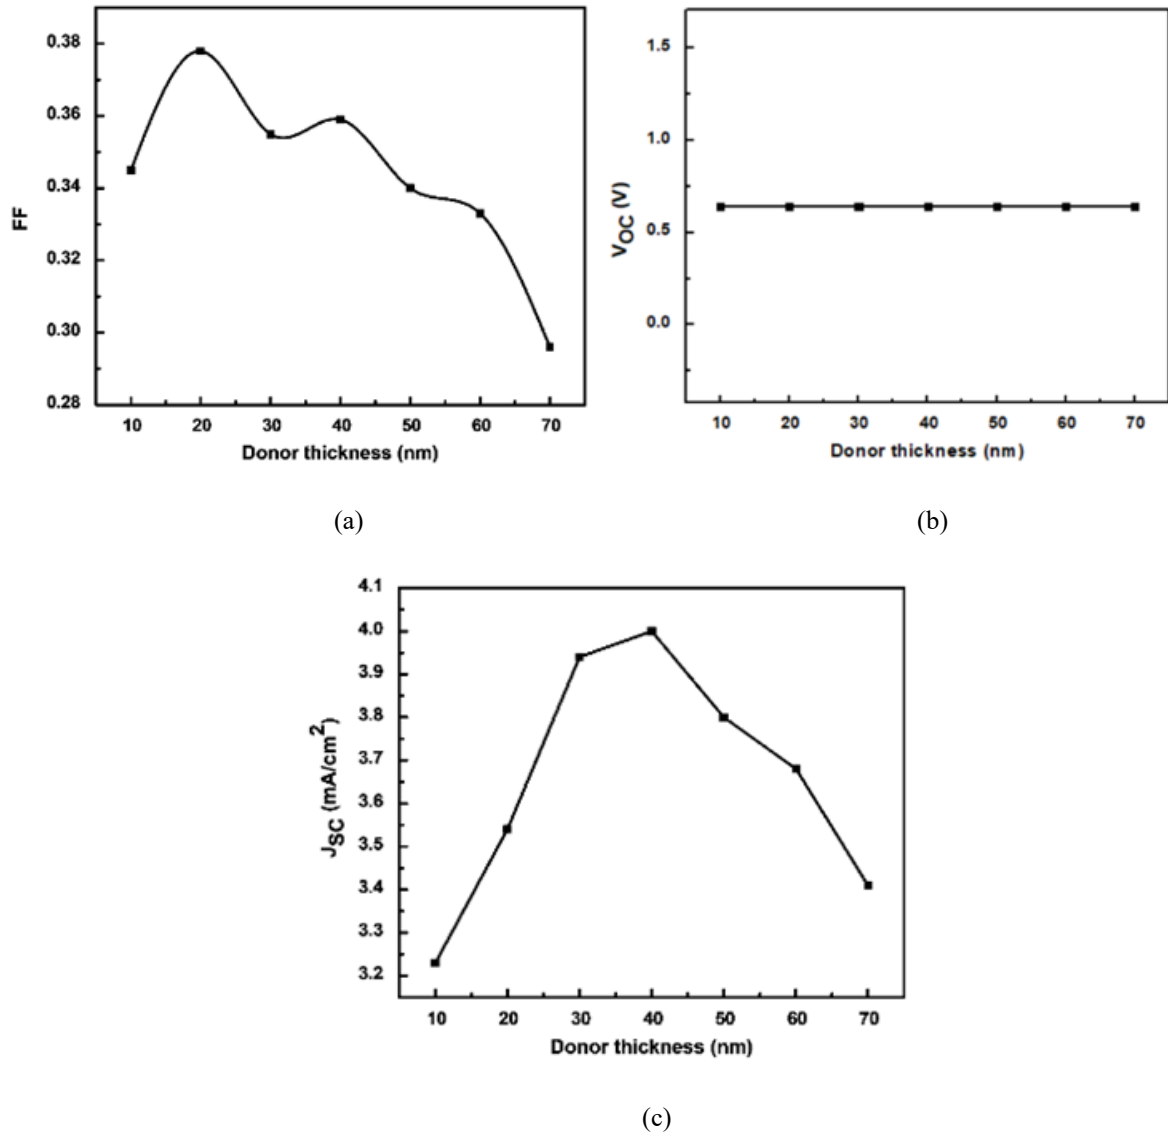 0.38
0.36
0.34
0.32
0.30
0.28
FF
10 20 30 40 50 60 70
Donor thickness (nm)
(a)
1.5
1.0
0.5
0.0
VOC (V)
10 20 30 40 50 60 70
Donor thickness (nm)
(b)
4.1
4.0
3.9
3.8
3.7
3.6
3.5
3.4
3.3
3.2
JSC (mA/cm²)
10 20 30 40 50 60 70
Donor thickness (nm)
(c)